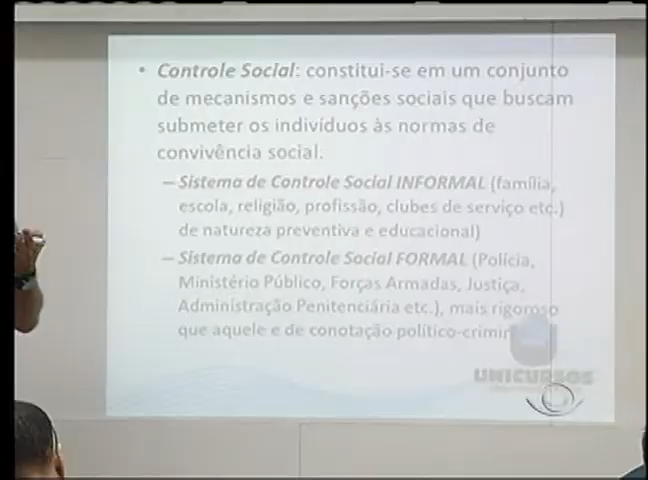 • Controle Social: constitui-se em um conjunto
de mecanismos e sanções sociais que buscam
submeter os indivíduos às normas de
convivência social.
– Sistema de Controle Social INFORMAL (família,
escola, religião, profissão, clubes de serviço etc.)
de natureza preventiva e educacional)
– Sistema de Controle Social FORMAL (Polícia,
Ministério Público, Forças Armadas, Justiça,
Administração Penitenciária etc.), mais rigoroso
que aquele e de conotação político-crimin
UNICURSOS